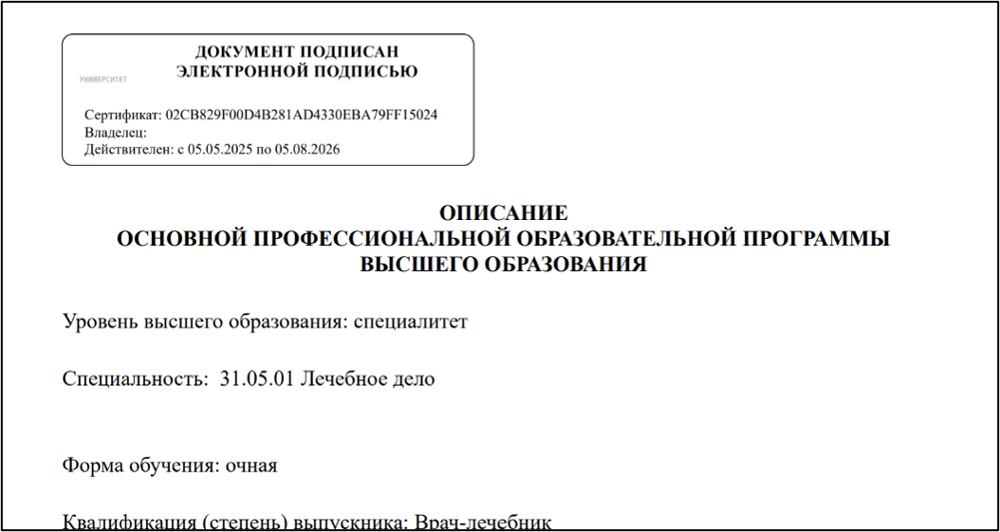 ДОКУМЕНТ ПОДПИСАН
ЭЛЕКТРОННОЙ ПОДПИСЬЮ
УНИВЕРСИТЕТ
Сертификат: 02CB829F00D4B281AD4330EBA79FF15024
Владелец:
Действителен: с 05.05.2025 по 05.08.2026
ОПИСАНИЕ
ОСНОВНОЙ ПРОФЕССИОНАЛЬНОЙ ОБРАЗОВАТЕЛЬНОЙ ПРОГРАММЫ
ВЫСШЕГО ОБРАЗОВАНИЯ
Уровень высшего образования: специалитет
Специальность: 31.05.01 Лечебное дело
Форма обучения: очная
Квалификация (степень) выпускника: Врач-лечебник